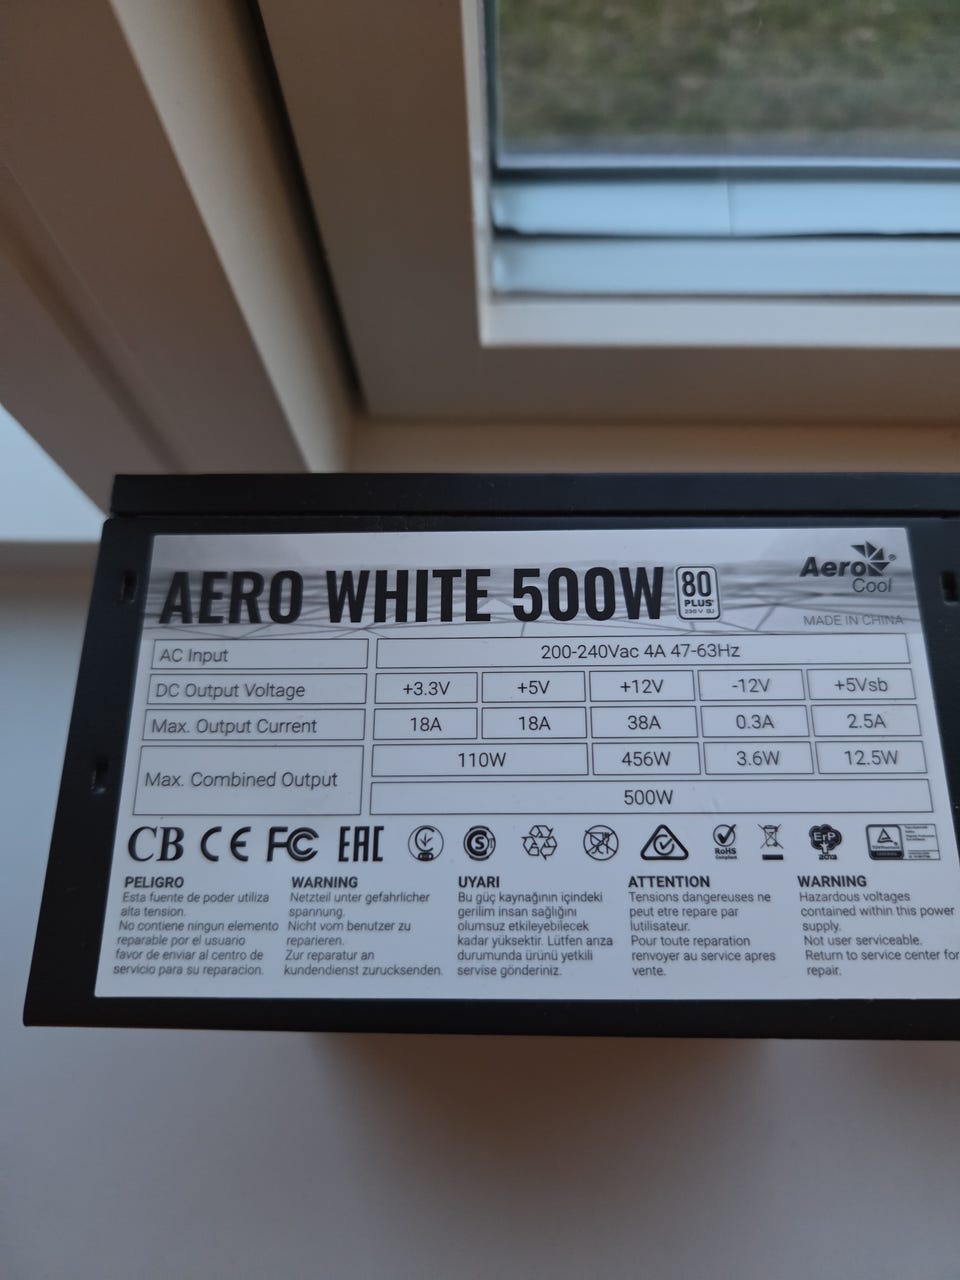 AERO WHITE 500W
80
PLUS
230 V EU
Aero
Cool
MADE IN CHINA
AC Input 200-240Vac 4A 47-63Hz
DC Output Voltage +3.3V +5V +12V -12V +5Vsb
Max. Output Current 18A 18A 38A 0.3A 2.5A
Max. Combined Output 110W 456W 3.6W 12.5W
500W
CB CE FC EAC
RoHS
Compliant
ErP
PELIGRO
Esta fuente de poder utiliza
alta tension.
No contiene ningun elemento
reparable por el usuario
favor de enviar al centro de
servicio para su reparacion.
WARNING
Netzteil unter gefahrlicher
spannung.
Nicht vom benutzer zu
reparieren.
Zur reparatur an
kundendienst zurucksenden.
UYARI
Bu güç kaynağının içindeki
gerilim insan sağlığını
olumsuz etkileyebilecek
kadar yüksektir. Lütfen arıza
durumunda ürünü yetkili
servise gönderiniz.
ATTENTION
Tensions dangereuses ne
peut etre repare par
lutilisateur.
Pour toute reparation
renvoyer au service apres
vente.
WARNING
Hazardous voltages
contained within this power
supply.
Not user serviceable.
Return to service center for
repair.